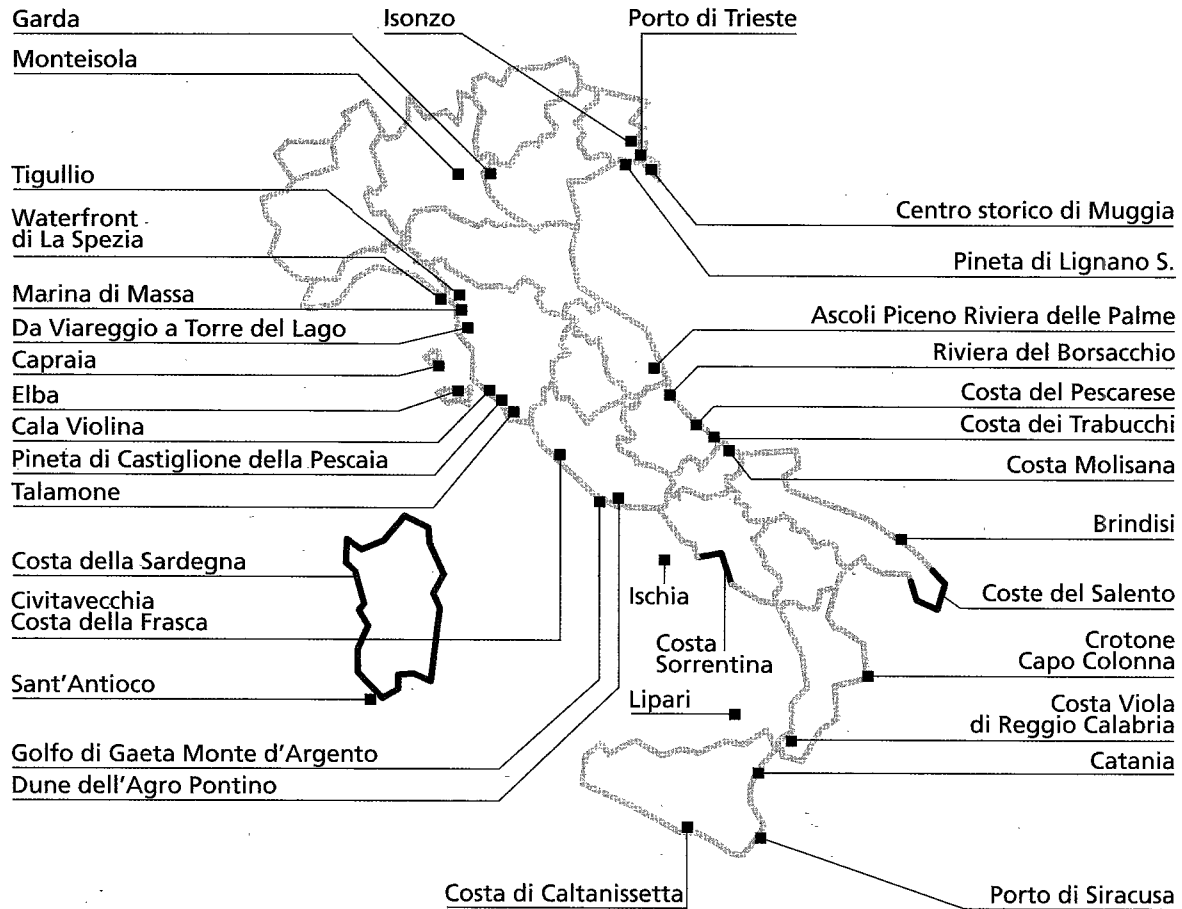 Garda
Isonzo
Porto di Trieste
Monteisola
Tigullio
Waterfront
di La Spezia
Centro storico di Muggia
Pineta di Lignano S.
Marina di Massa
Da Viareggio a Torre del Lago
Ascoli Piceno Riviera delle Palme
Capraia
Riviera del Borsacchio
Elba
Costa del Pescarese
Cala Violina
Costa dei Trabucchi
Pineta di Castiglione della Pescaia
Costa Molisana
Talamone
Brindisi
Costa della Sardegna
Civitavecchia
Costa della Frasca
Ischia
Coste del Salento
Costa
Sorrentina
Crotone
Capo Colonna
Sant'Antioco
Lipari
Costa Viola
di Reggio Calabria
Golfo di Gaeta Monte d'Argento
Catania
Dune dell'Agro Pontino
Costa di Caltanissetta
Porto di Siracusa